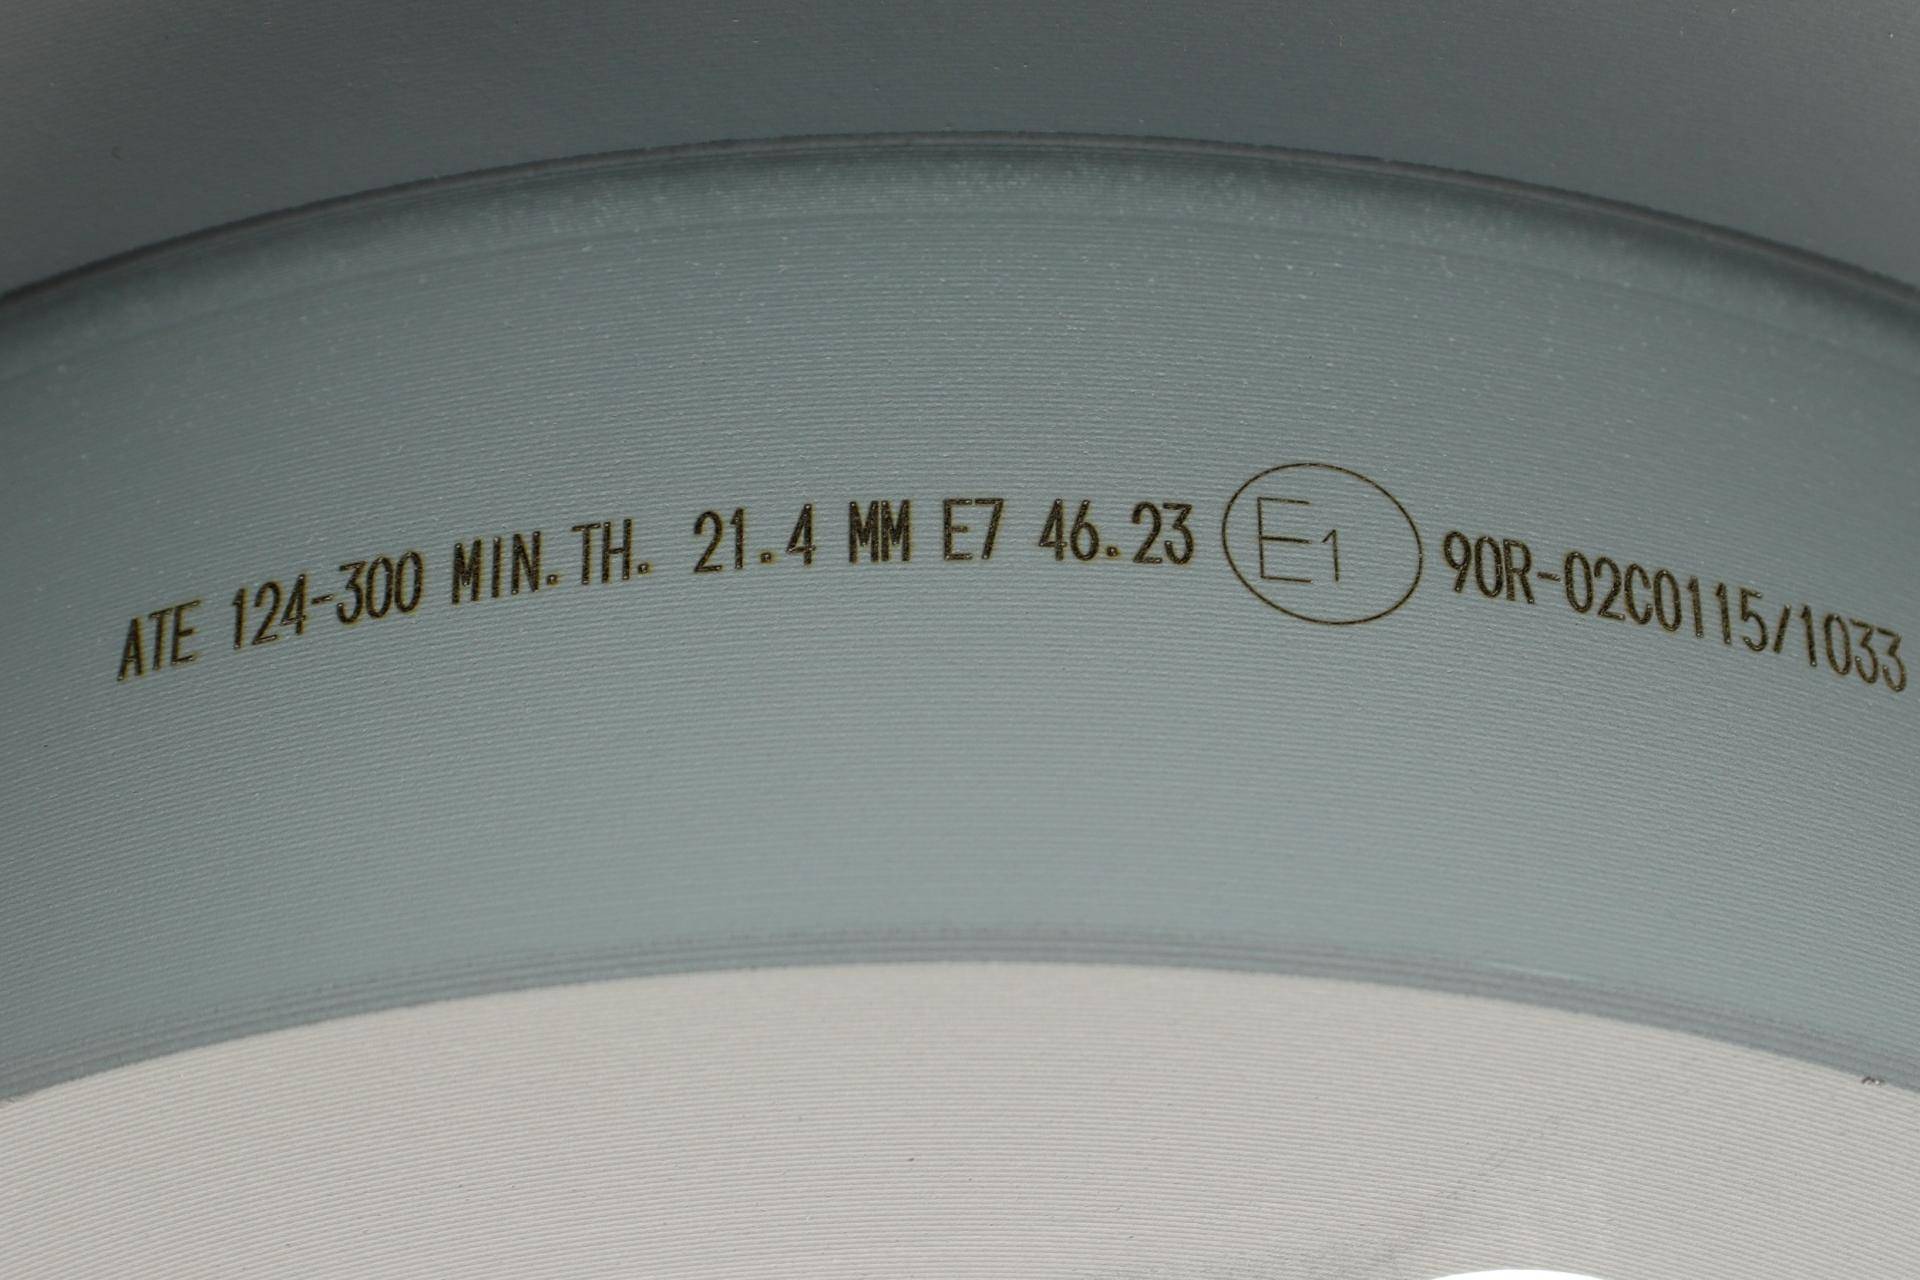 ATE 124-300 MIN.TH. 21.4 MM E7 46.23 E1 90R-02C0115/1033